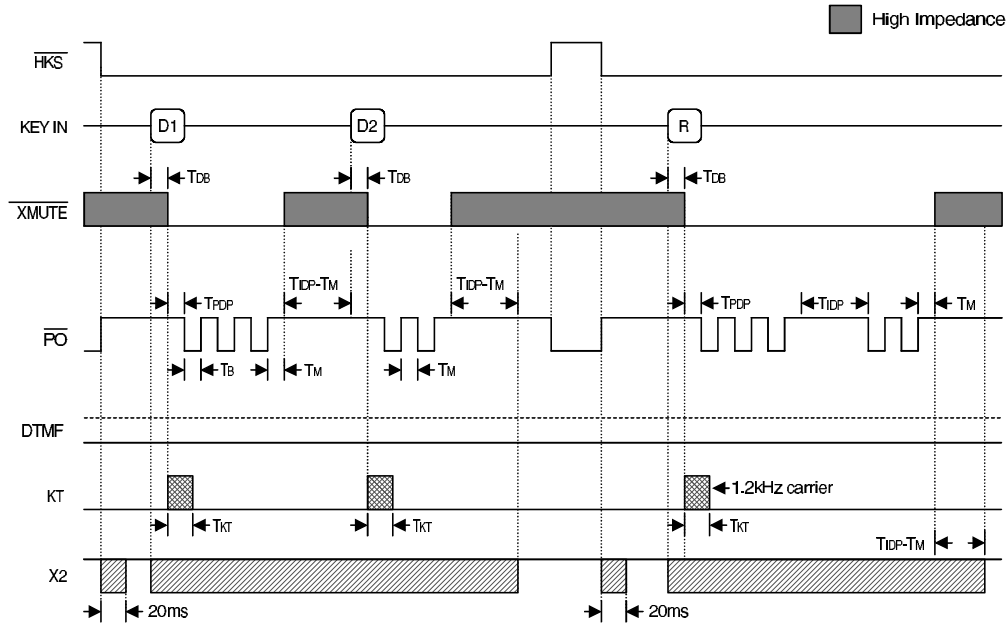 High Impedance
HKS
KEY IN
D1
D2
R
TDB
TDB
TDB
XMUTE
TPDP
TIDP-TM
TIDP-TM
TPDP
TIDP
TM
PO
TB
TM
TM
DTMF
KT
1.2kHz carrier
TKT
TKT
TKT
TIDP-TM
X2
20ms
20ms